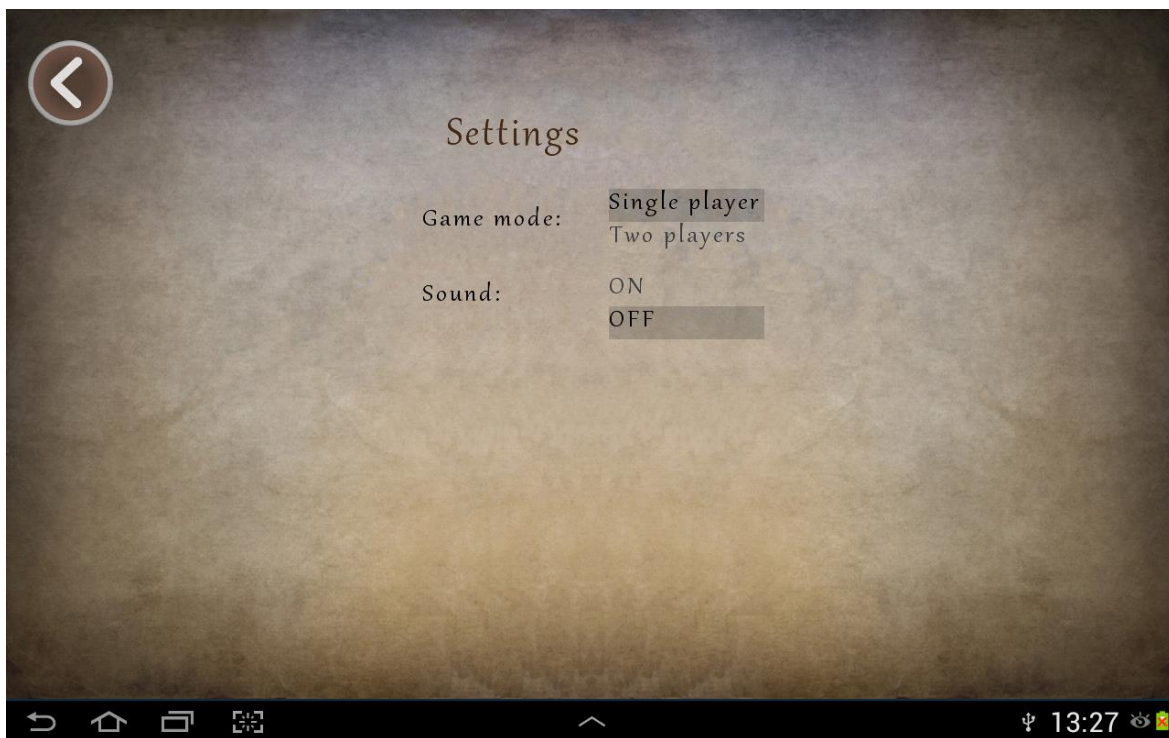 Settings
Game mode:
Single player
Two players
Sound:
ON
OFF
13:27